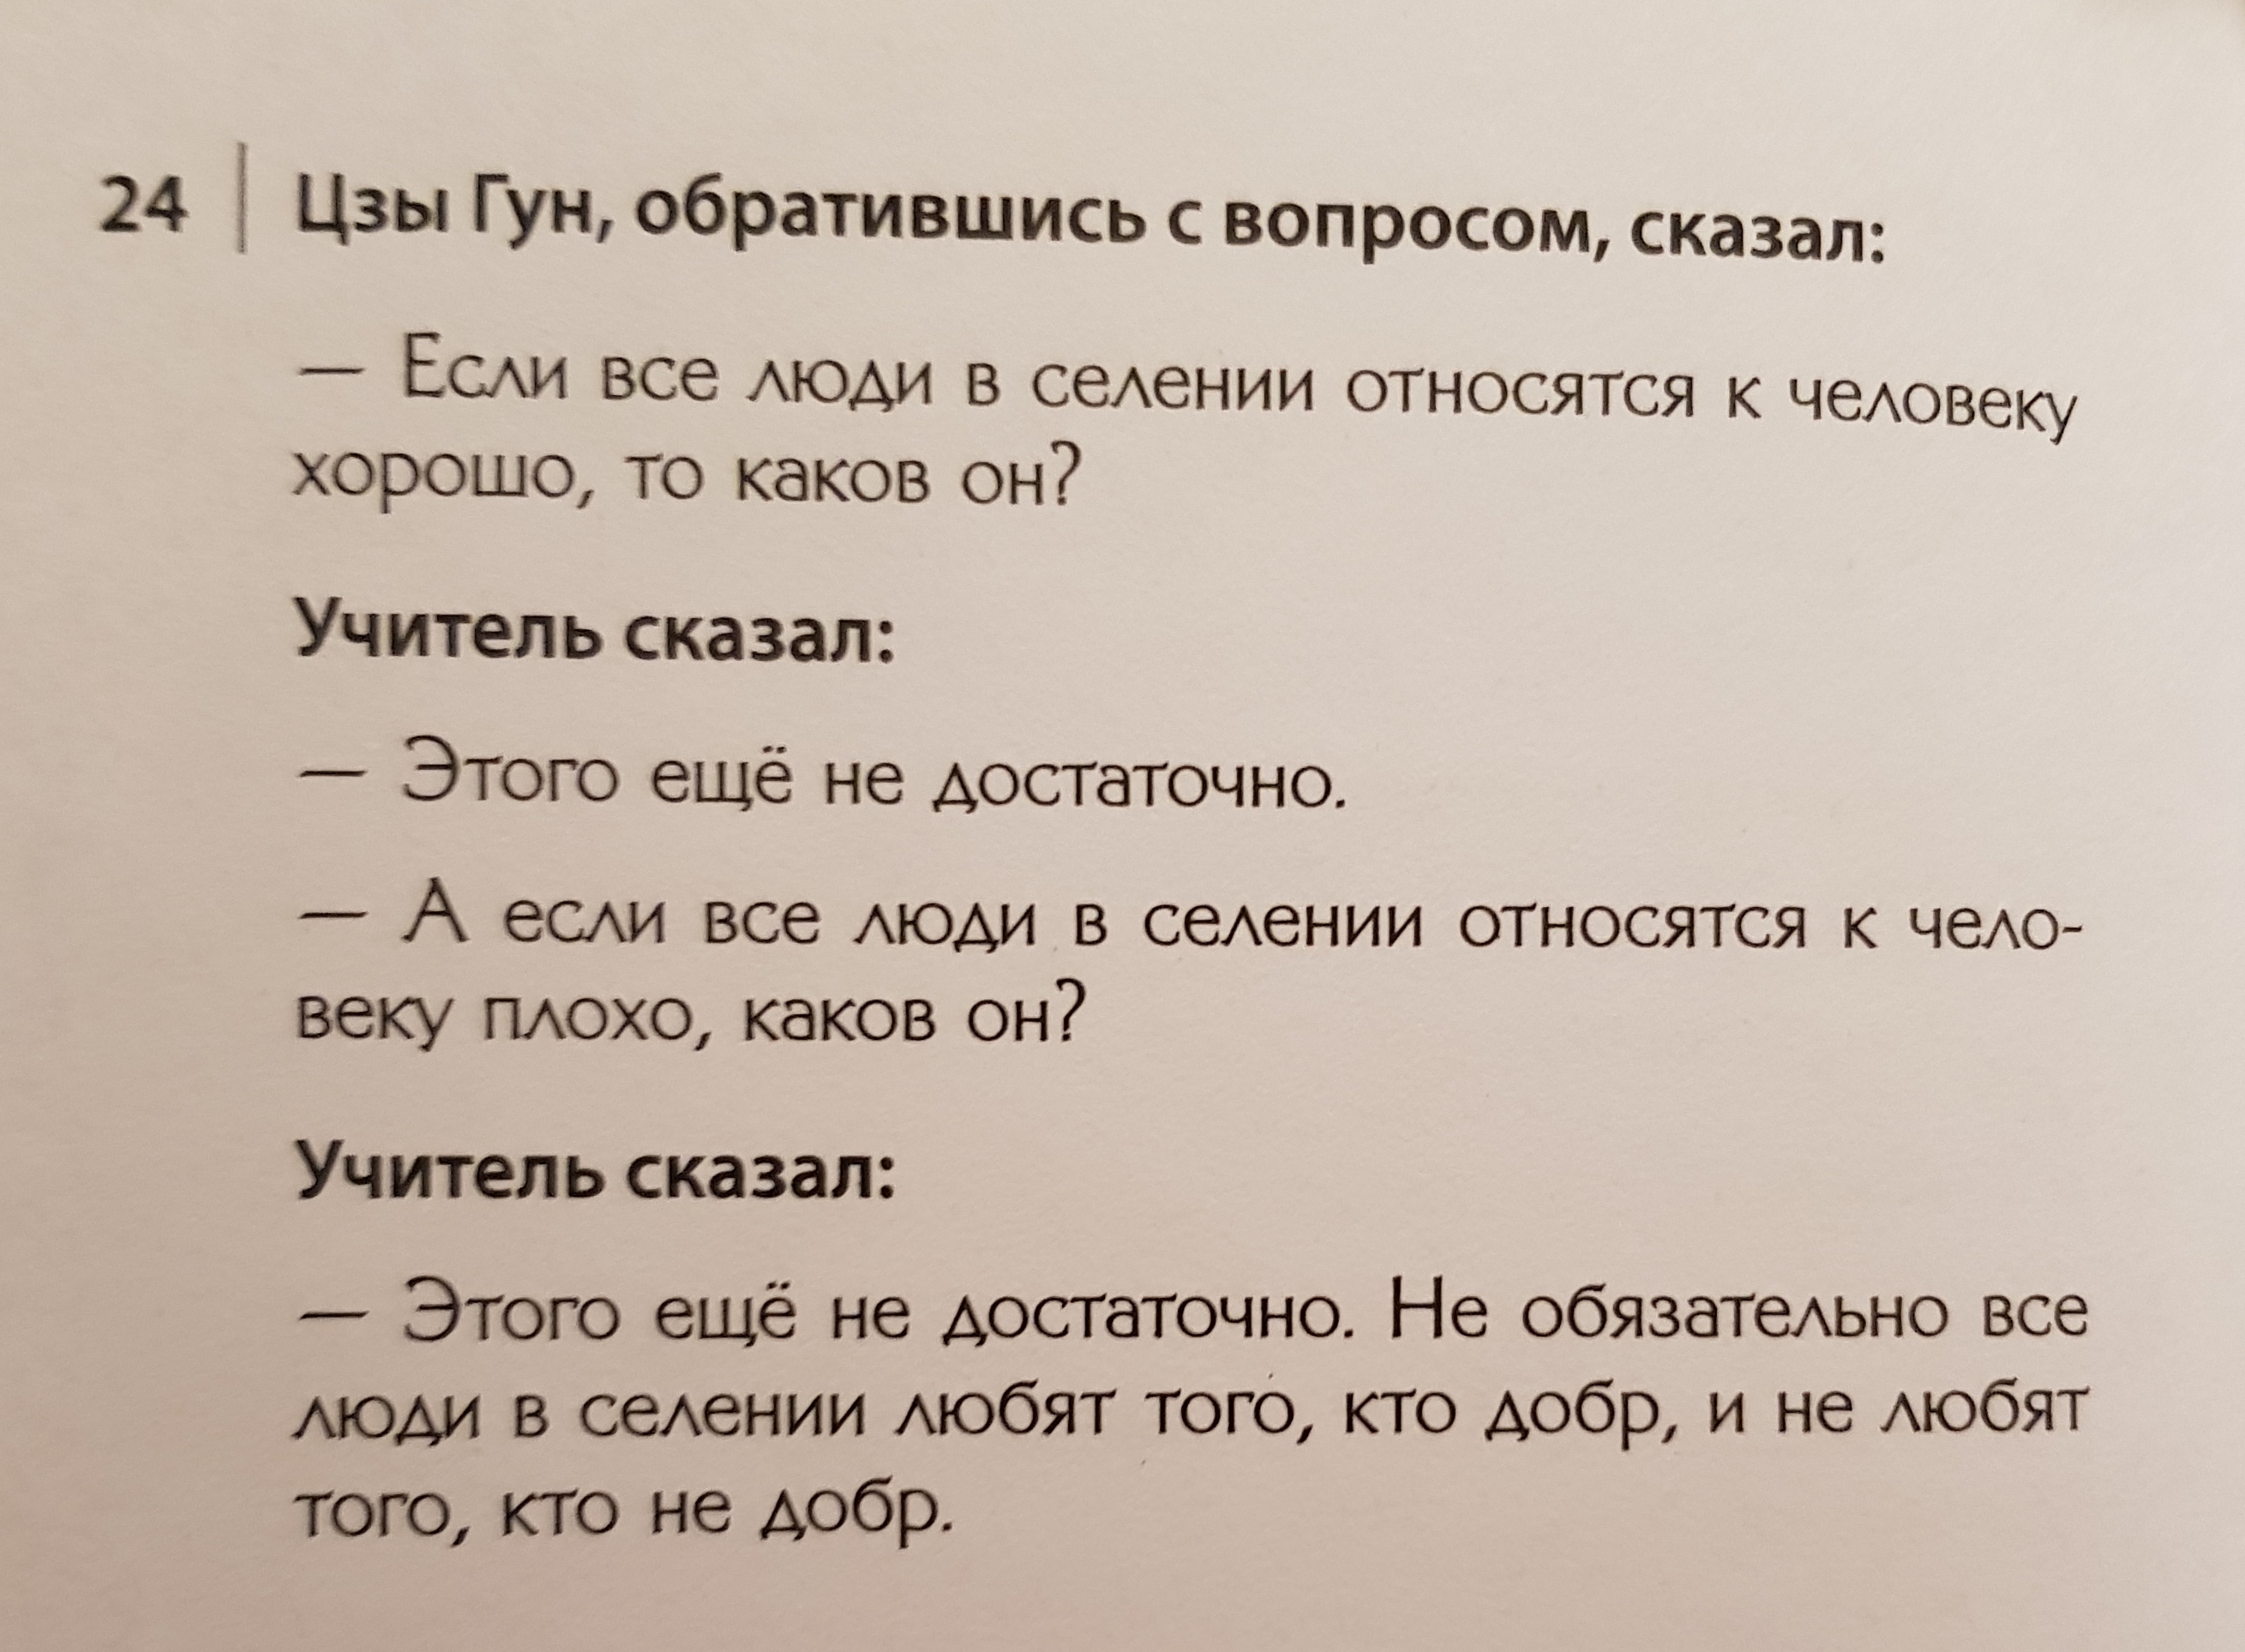 24 Цзы Гун, обратившись с вопросом, сказал:
— Если все люди в селении относятся к человеку
хорошо, то каков он?
Учитель сказал:
— Этого ещё не достаточно.
— А если все люди в селении относятся к чело-
веку плохо, каков он?
Учитель сказал:
— Этого ещё не достаточно. Не обязательно все
люди в селении любят того, кто добр, и не любят
того, кто не добр.